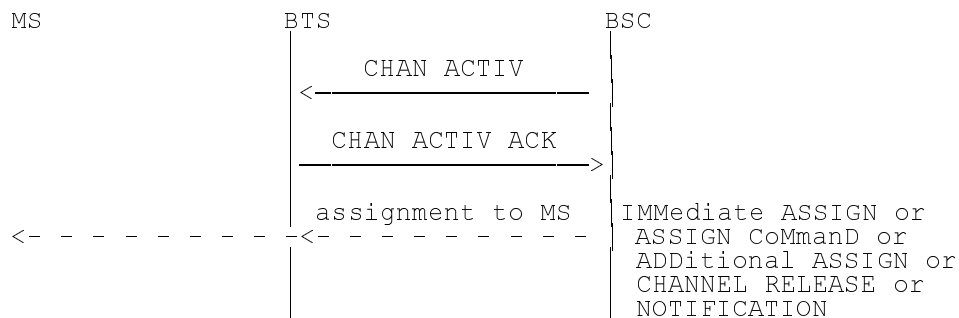 MS BTS BSC
CHAN ACTIV
CHAN ACTIV ACK
assignment to MS IMMediate ASSIGN or
ASSIGN CoMmanD or
ADDitional ASSIGN or
CHANNEL RELEASE or
NOTIFICATION